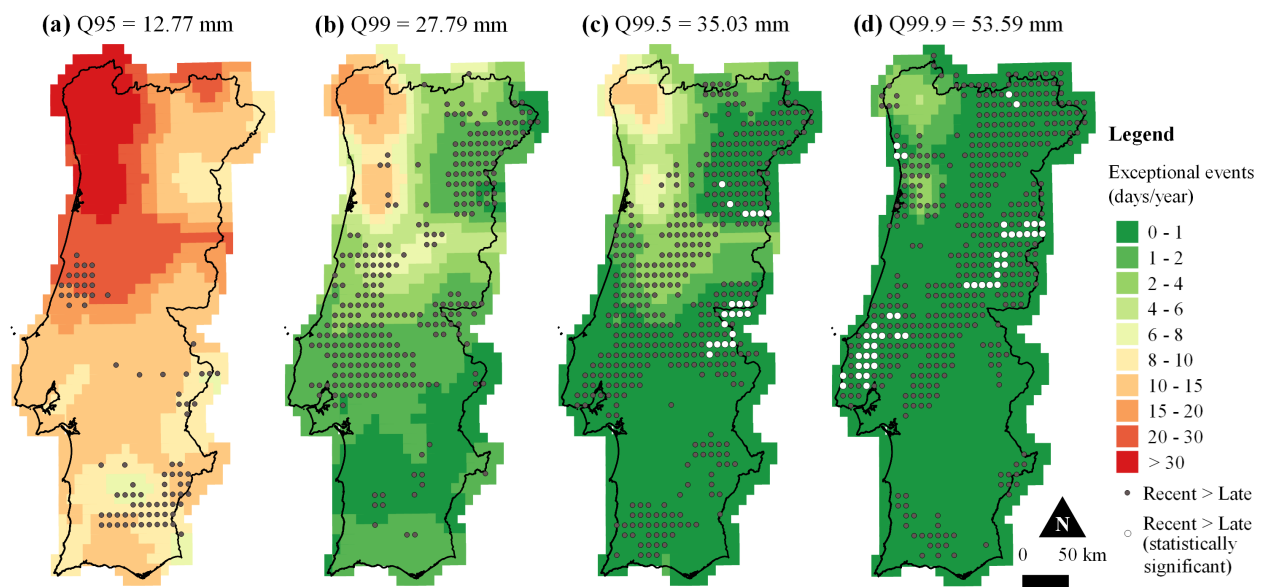 (a) Q95 = 12.77 mm
(b) Q99 = 27.79 mm
(c) Q99.5 = 35.03 mm
(d) Q99.9 = 53.59 mm
Legend
Exceptional events
(days/year)
0 - 1
1 - 2
2 - 4
4 - 6
6 - 8
8 - 10
10 - 15
15 - 20
20 - 30
> 30
Recent > Late
Recent > Late
(statistically
significant)
N
0 50 km